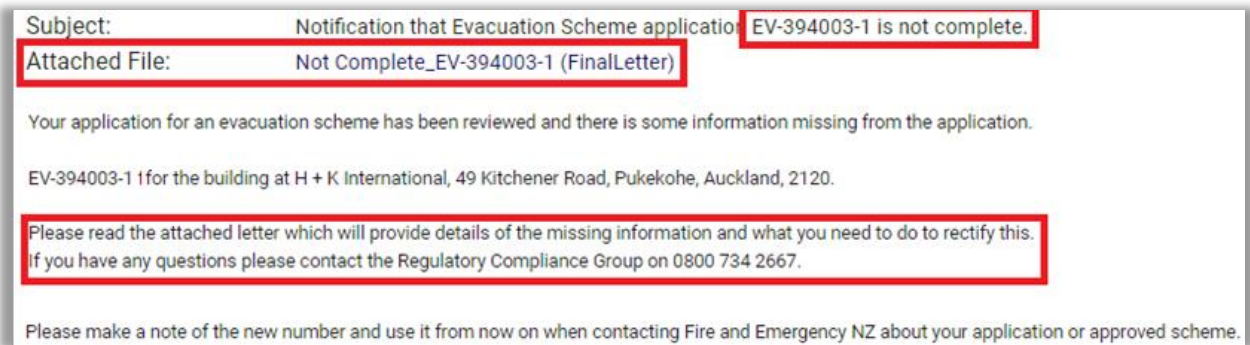 Subject: Notification that Evacuation Scheme application EV-394003-1 is not complete.
Attached File: Not Complete_EV-394003-1 (FinalLetter)
Your application for an evacuation scheme has been reviewed and there is some information missing from the application.
EV-394003-1 for the building at H + K International, 49 Kitchener Road, Pukekohe, Auckland, 2120.
Please read the attached letter which will provide details of the missing information and what you need to do to rectify this.
If you have any questions please contact the Regulatory Compliance Group on 0800 734 2667.
Please make a note of the new number and use it from now on when contacting Fire and Emergency NZ about your application or approved scheme.